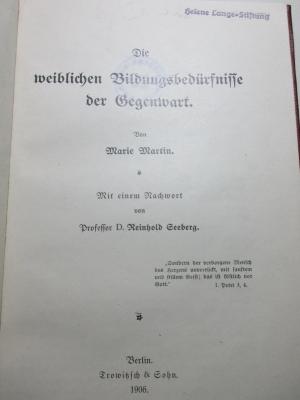 Helene Lange-Stiftung
Die
weiblichen Bildungsbedürfnisse
der Gegenwart.
Von
Marie Martin.
Mit einem Nachwort
von
Professor D. Reinhold Seeberg.
„Sondern der verborgene Mensch
des Herzens unverrückt, mit sanftem
und stillem Geist; das ist köstlich vor
Gott.“
1. Petri 3, 4.
Berlin.
Trowitzsch & Sohn.
1906.